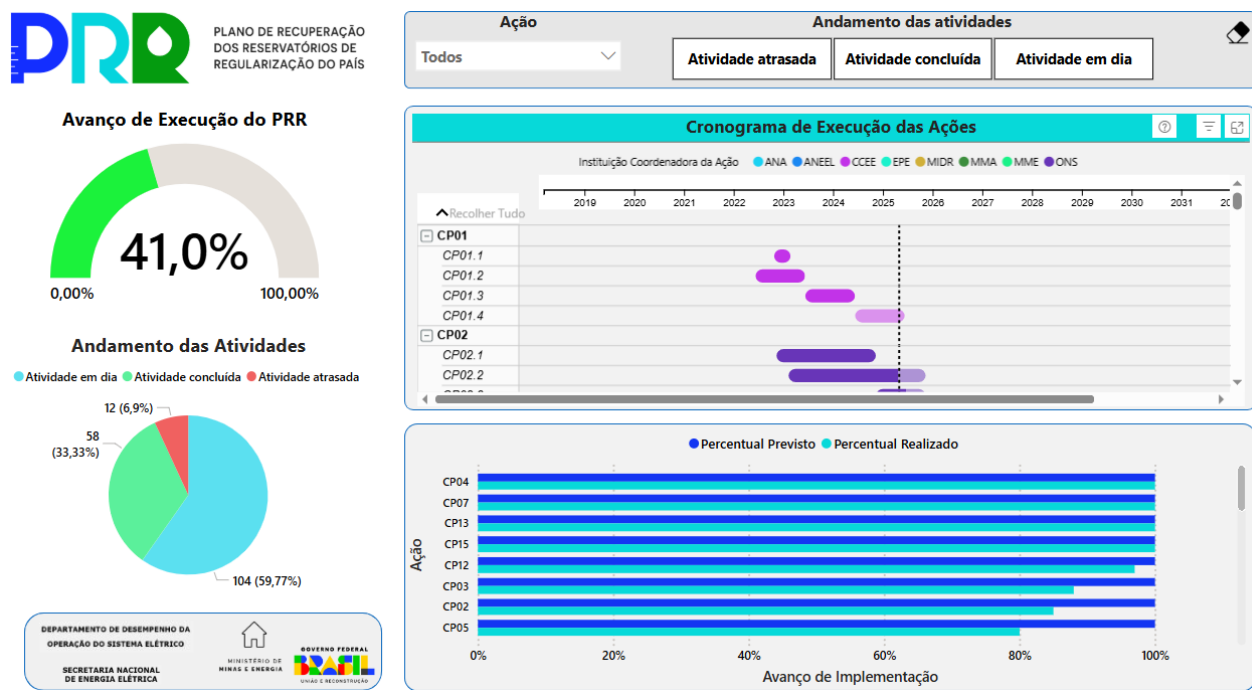 PRR
PLANO DE RECUPERAÇÃO
DOS RESERVATÓRIOS DE
REGULARIZAÇÃO DO PAÍS
Ação
Todos
Andamento das atividades
Atividade atrasada
Atividade concluída
Atividade em dia
Avanço de Execução do PRR
41,0%
0,00%
100,00%
Andamento das Atividades
Atividade em dia
Atividade concluída
Atividade atrasada
12 (6,9%)
58
(33,33%)
104 (59,77%)
DEPARTAMENTO DE DESEMPENHO DA
OPERAÇÃO DO SISTEMA ELÉTRICO
SECRETARIA NACIONAL
DE ENERGIA ELÉTRICA
MINISTÉRIO DE
MINAS E ENERGIA
GOVERNO FEDERAL
BRASIL
UNIÃO E RECONSTRUÇÃO
Cronograma de Execução das Ações
Instituição Coordenadora da Ação ANA ANEEL CCEE EPE MIDR MMA MME ONS
2019 2020 2021 2022 2023 2024 2025 2026 2027 2028 2029 2030 2031
Recolher Tudo
CP01
CP01.1
CP01.2
CP01.3
CP01.4
CP02
CP02.1
CP02.2
Percentual Previsto Percentual Realizado
Ação
CP04
CP07
CP13
CP15
CP12
CP03
CP02
CP05
0% 20% 40% 60% 80% 100%
Avanço de Implementação